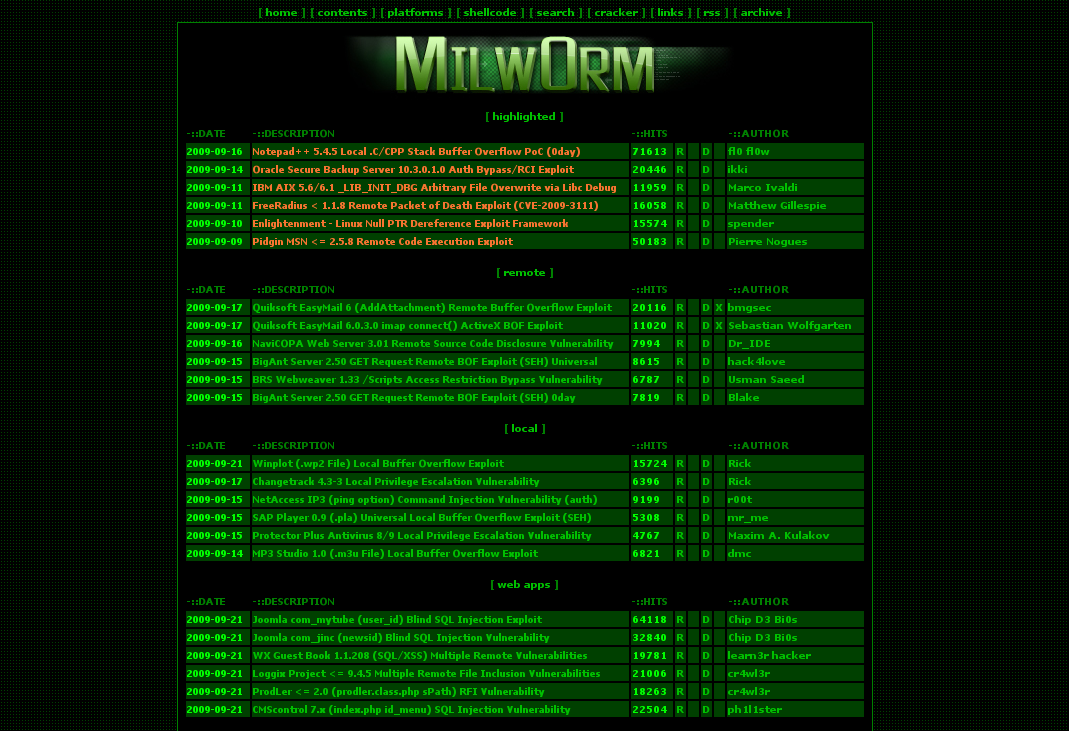 [ home ] [ contents ] [ platforms ] [ shellcode ] [ search ] [ cracker ] [ links ] [ rss ] [ archive ]
MILW0RM
[ highlighted ]
-::DATE -::DESCRIPTION -::HITS -::AUTHOR
2009-09-16 Notepad++ 5.4.5 Local .C/CPP Stack Buffer Overflow PoC (0day) 71613 R D fl0 fl0w
2009-09-14 Oracle Secure Backup Server 10.3.0.1.0 Auth Bypass/RCI Exploit 20446 R D ikki
2009-09-11 IBM AIX 5.6/6.1 _LIB_INIT_DBG Arbitrary File Overwrite via Libc Debug 11959 R D Marco Ivaldi
2009-09-11 FreeRadius < 1.1.8 Remote Packet of Death Exploit (CVE-2009-3111) 16058 R D Matthew Gillespie
2009-09-10 Enlightenment - Linux Null PTR Dereference Exploit Framework 15574 R D spender
2009-09-09 Pidgin MSN <= 2.5.8 Remote Code Execution Exploit 50183 R D Pierre Nogues
[ remote ]
-::DATE -::DESCRIPTION -::HITS -::AUTHOR
2009-09-17 Quiksoft EasyMail 6 (AddAttachment) Remote Buffer Overflow Exploit 20116 R D X bmgsec
2009-09-17 Quiksoft EasyMail 6.0.3.0 imap connect() ActiveX BOF Exploit 11020 R D X Sebastian Wolfgarten
2009-09-16 NaviCOPA Web Server 3.01 Remote Source Code Disclosure Vulnerability 7994 R D Dr_IDE
2009-09-15 BigAnt Server 2.50 GET Request Remote BOF Exploit (SEH) Universal 8615 R D hack4love
2009-09-15 BRS Webweaver 1.33 /Scripts Access Restriction Bypass Vulnerability 6787 R D Usman Saeed
2009-09-15 BigAnt Server 2.50 GET Request Remote BOF Exploit (SEH) 0day 7819 R D Blake
[ local ]
-::DATE -::DESCRIPTION -::HITS -::AUTHOR
2009-09-21 Winplot (.wp2 File) Local Buffer Overflow Exploit 15724 R D Rick
2009-09-17 Changetrack 4.3-3 Local Privilege Escalation Vulnerability 6396 R D Rick
2009-09-15 NetAccess IP3 (ping option) Command Injection Vulnerability (auth) 9199 R D r00t
2009-09-15 SAP Player 0.9 (.pla) Universal Local Buffer Overflow Exploit (SEH) 5308 R D mr_me
2009-09-15 Protector Plus Antivirus 8/9 Local Privilege Escalation Vulnerability 4767 R D Maxim A. Kulakov
2009-09-14 MP3 Studio 1.0 (.m3u File) Local Buffer Overflow Exploit 6821 R D dmc
[ web apps ]
-::DATE -::DESCRIPTION -::HITS -::AUTHOR
2009-09-21 Joomla com_mytube (user_id) Blind SQL Injection Exploit 64118 R D Chip D3 Bi0s
2009-09-21 Joomla com_jinc (newsid) Blind SQL Injection Vulnerability 32840 R D Chip D3 Bi0s
2009-09-21 WX Guest Book 1.1.208 (SQL/XSS) Multiple Remote Vulnerabilities 19781 R D learn3r hacker
2009-09-21 Loggix Project <= 9.4.5 Multiple Remote File Inclusion Vulnerabilities 21006 R D cr4wl3r
2009-09-21 ProdLer <= 2.0 (prodler.class.php sPath) RFI Vulnerability 18263 R D cr4wl3r
2009-09-21 CMScontrol 7.x (index.php id_menu) SQL Injection Vulnerability 22504 R D ph1l1ster